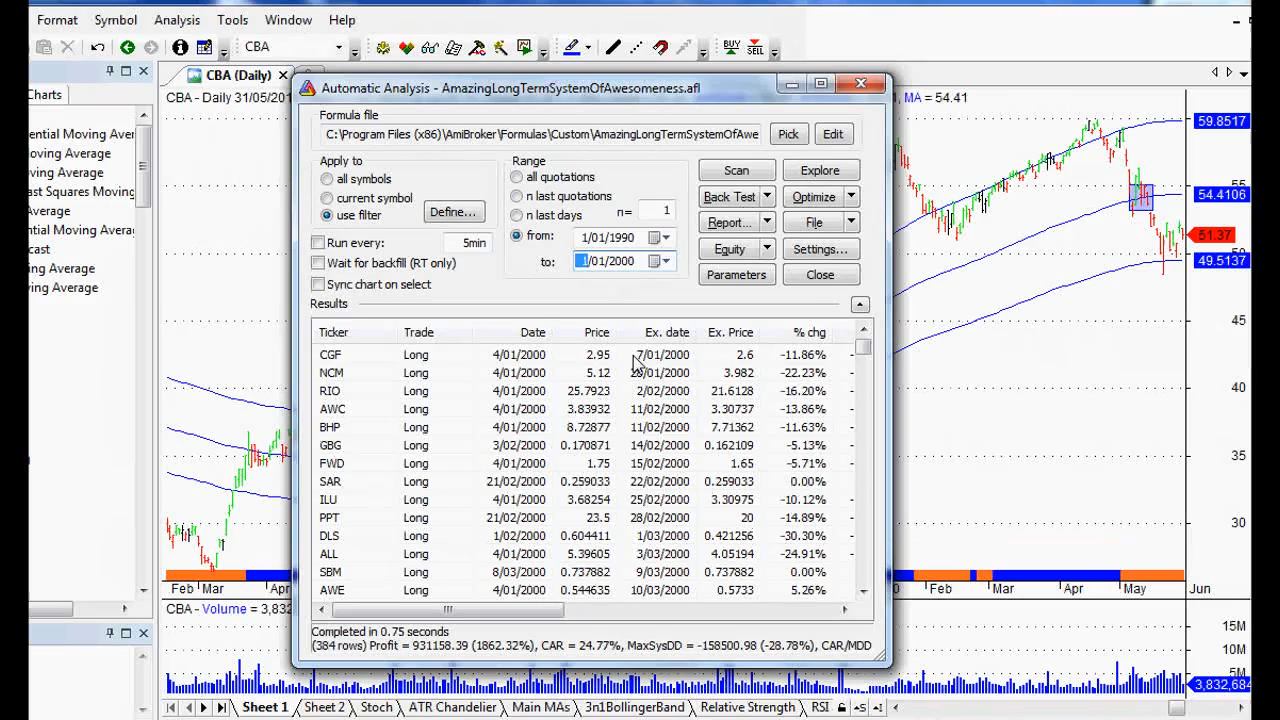 Format Symbol Analysis Tools Window Help
CBA
BUY SELL
CBA (Daily)
Charts
CBA - Daily 31/05/201
, MA = 54.41
ential Moving Aver
Moving Average
Moving Average
ast Squares Moving
Average
ential Moving Aver
cast
ies Moving Average
Automatic Analysis - AmazingLongTermSystemOfAwesomeness.afl
Formula file
C:\Program Files (x86)\AmiBroker\Formulas\Custom\AmazingLongTermSystemOfAwe Pick Edit
Apply to
all symbols
current symbol
use filter Define...
Run every: 5min
Wait for backfill (RT only)
Sync chart on select
Range
all quotations
n last quotations
n last days n= 1
from: 1/01/1990
to: 1/01/2000
Scan Explore
Back Test Optimize
Report... File
Equity Settings...
Parameters Close
Results
Ticker Trade Date Price Ex. date Ex. Price % chg
CGF Long 4/01/2000 2.95 7/01/2000 2.6 -11.86% -
NCM Long 4/01/2000 5.12 /01/2000 3.982 -22.23% -
RIO Long 4/01/2000 25.7923 2/02/2000 21.6128 -16.20% -
AWC Long 4/01/2000 3.83932 11/02/2000 3.30737 -13.86% -
BHP Long 4/01/2000 8.72877 11/02/2000 7.71362 -11.63% -
GBG Long 3/02/2000 0.170871 14/02/2000 0.162109 -5.13% -
FWD Long 4/01/2000 1.75 15/02/2000 1.65 -5.71% -
SAR Long 21/02/2000 0.259033 22/02/2000 0.259033 0.00% -
ILU Long 4/01/2000 3.68254 25/02/2000 3.30975 -10.12% -
PPT Long 21/02/2000 23.5 28/02/2000 20 -14.89% -
DLS Long 1/02/2000 0.604411 1/03/2000 0.421256 -30.30% -
ALL Long 4/01/2000 5.39605 3/03/2000 4.05194 -24.91% -
SBM Long 8/03/2000 0.737882 9/03/2000 0.737882 0.00% -
AWE Long 4/01/2000 0.544635 10/03/2000 0.5733 5.26%
Completed in 0.75 seconds
(384 rows) Profit = 931158.39 (1862.32%), CAR = 24.77%, MaxSysDD = -158500.98 (-28.78%), CAR/MDD
59.8517
55
54.4106
51.37
49.5137
45
40
35
30
Feb Mar Apr
Feb Mar Apr May Jun
CBA - Volume = 3,832,
15M
10M
5M
3,832,684
Sheet 1 Sheet 2 Stoch ATR Chandelier Main MAs 3n1BollingerBand Relative Strength RSI